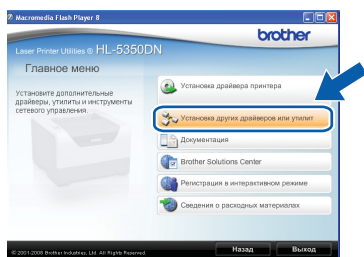 Macromedia Flash Player 8
brother
Laser Printer Utilities ® HL-5350DN
Главное меню
Установите дополнительные
драйверы, утилиты и инструменты
сетевого управления.
Установка драйвера принтера
Установка других драйверов или утилит
Документация
Brother Solutions Center
Регистрация в интерактивном режиме
Сведения о расходных материалах
© 2001-2008 Brother Industries, Ltd. All Rights Reserved.
Назад
Выход